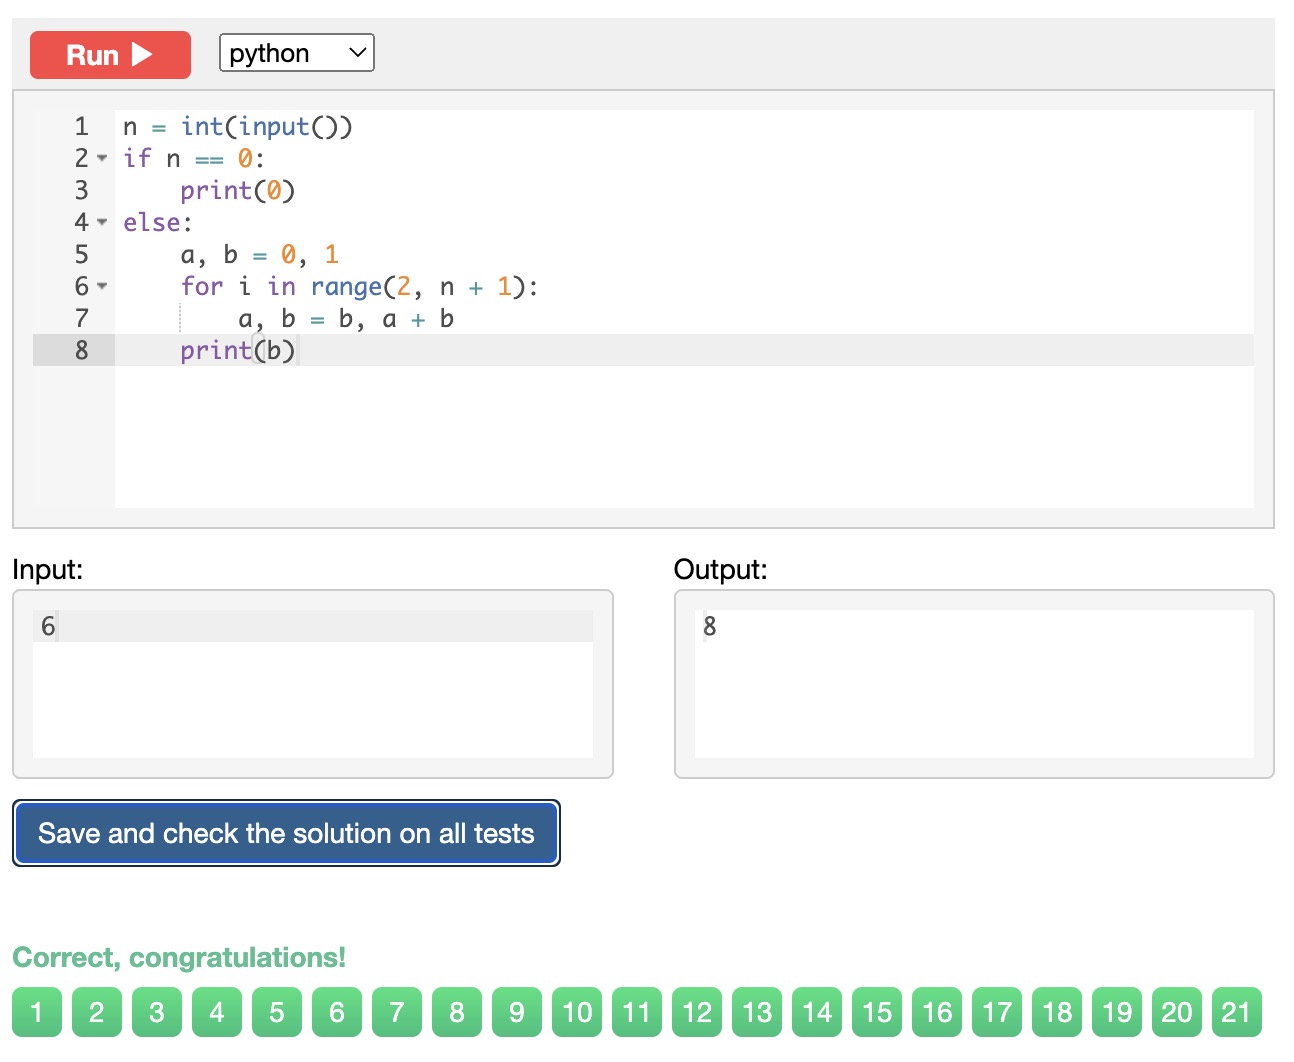 Run
python
1 n = int(input())
2 if n == 0:
3     print(0)
4 else:
5     a, b = 0, 1
6     for i in range(2, n + 1):
7         a, b = b, a + b
8     print(b)
Input:
Output:
6
8
Save and check the solution on all tests
Correct, congratulations!
1 2 3 4 5 6 7 8 9 10 11 12 13 14 15 16 17 18 19 20 21